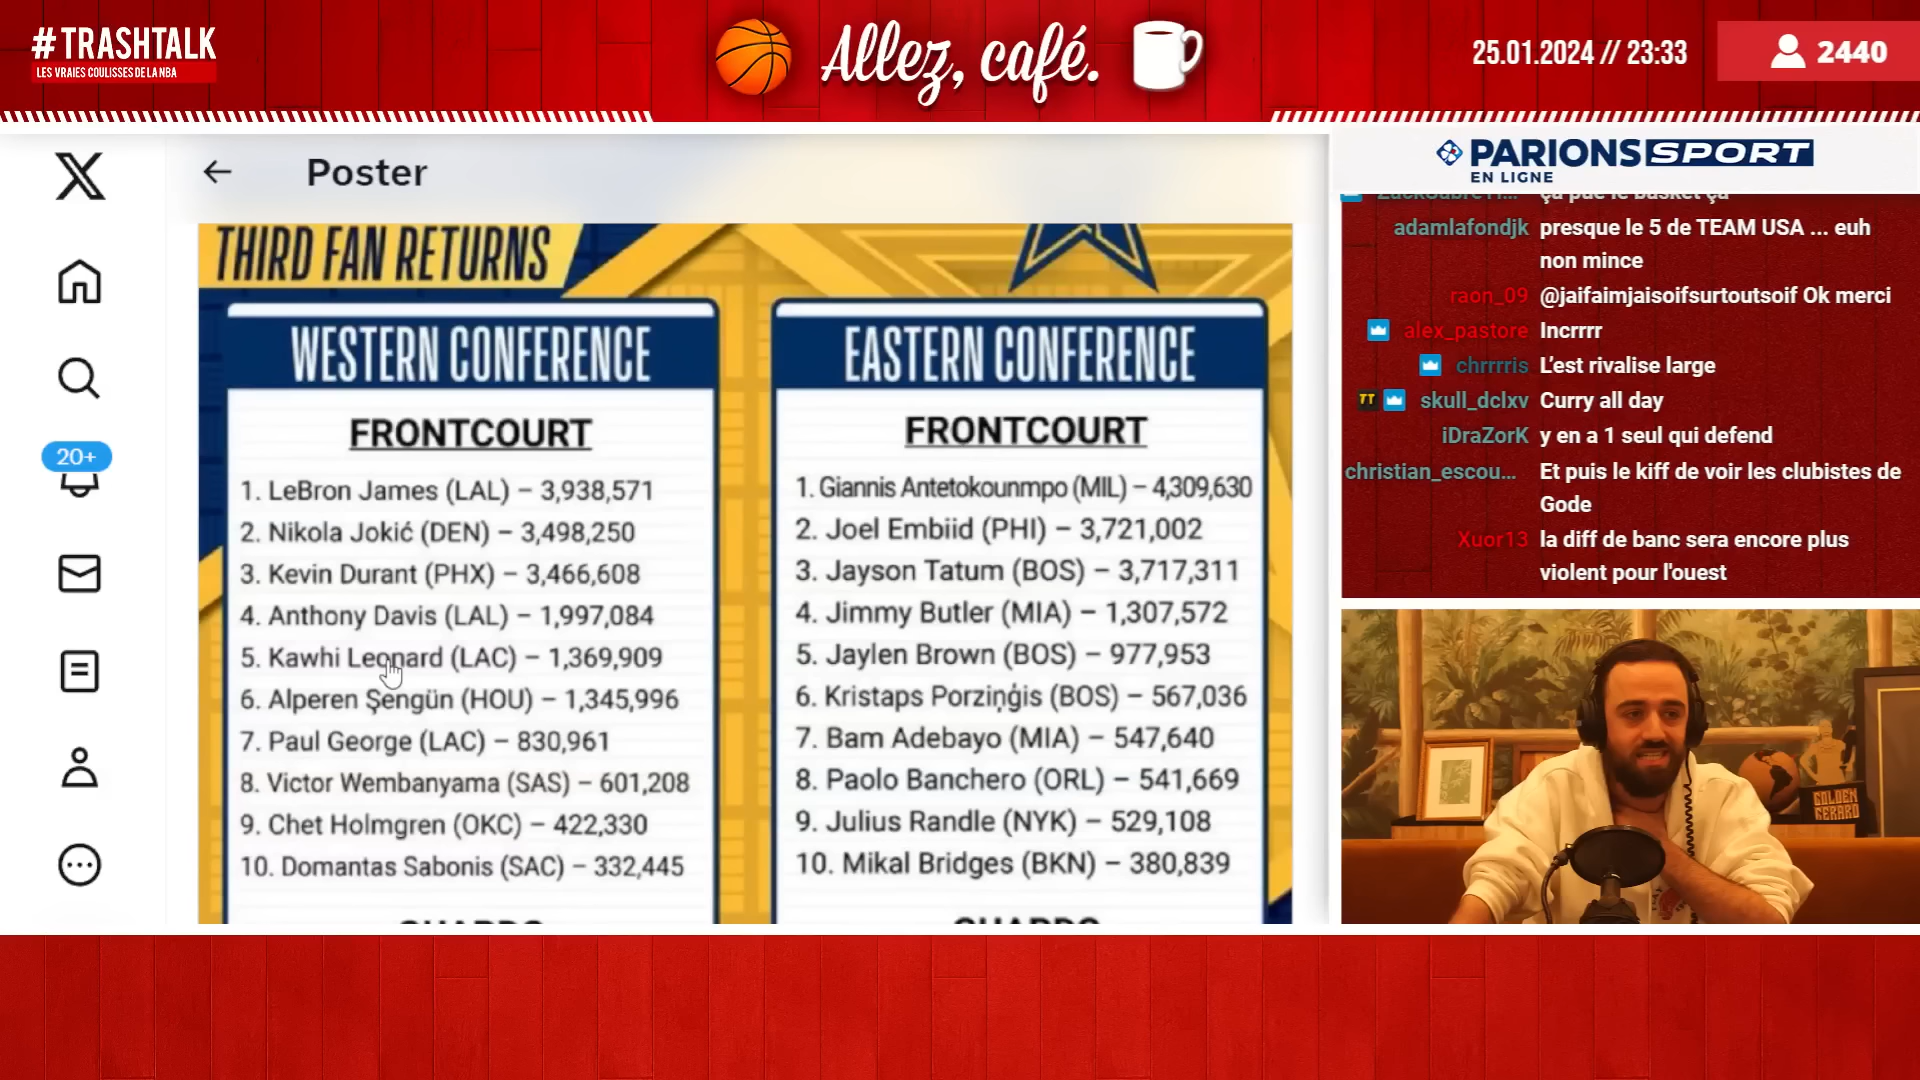 #TRASHTALK
LES VRAIES COULISSES DE LA NBA
Allez, café.
25.01.2024 // 23:33
2440
Poster
20+
THIRD FAN RETURNS
WESTERN CONFERENCE
FRONTCOURT
1. LeBron James (LAL) – 3,938,571
2. Nikola Jokić (DEN) – 3,498,250
3. Kevin Durant (PHX) – 3,466,608
4. Anthony Davis (LAL) – 1,997,084
5. Kawhi Leonard (LAC) – 1,369,909
6. Alperen Şengün (HOU) – 1,345,996
7. Paul George (LAC) – 830,961
8. Victor Wembanyama (SAS) – 601,208
9. Chet Holmgren (OKC) – 422,330
10. Domantas Sabonis (SAC) – 332,445
EASTERN CONFERENCE
FRONTCOURT
1. Giannis Antetokounmpo (MIL) – 4,309,630
2. Joel Embiid (PHI) – 3,721,002
3. Jayson Tatum (BOS) – 3,717,311
4. Jimmy Butler (MIA) – 1,307,572
5. Jaylen Brown (BOS) – 977,953
6. Kristaps Porziņģis (BOS) – 567,036
7. Bam Adebayo (MIA) – 547,640
8. Paolo Banchero (ORL) – 541,669
9. Julius Randle (NYK) – 529,108
10. Mikal Bridges (BKN) – 380,839
PARIONS SPORT
EN LIGNE
ça pue le basket ça
adamlafondjk presque le 5 de TEAM USA ... euh
non mince
raon_09 @jaifaimjaisoifsurtoutsoif Ok merci
alex_pastore Incrrrr
chrrrris L'est rivalise large
TT skull_dclxv Curry all day
iDraZorK y en a 1 seul qui defend
christian_escou... Et puis le kiff de voir les clubistes de
Gode
Xuor13 la diff de banc sera encore plus
violent pour l'ouest
GOLDEN
GERARD